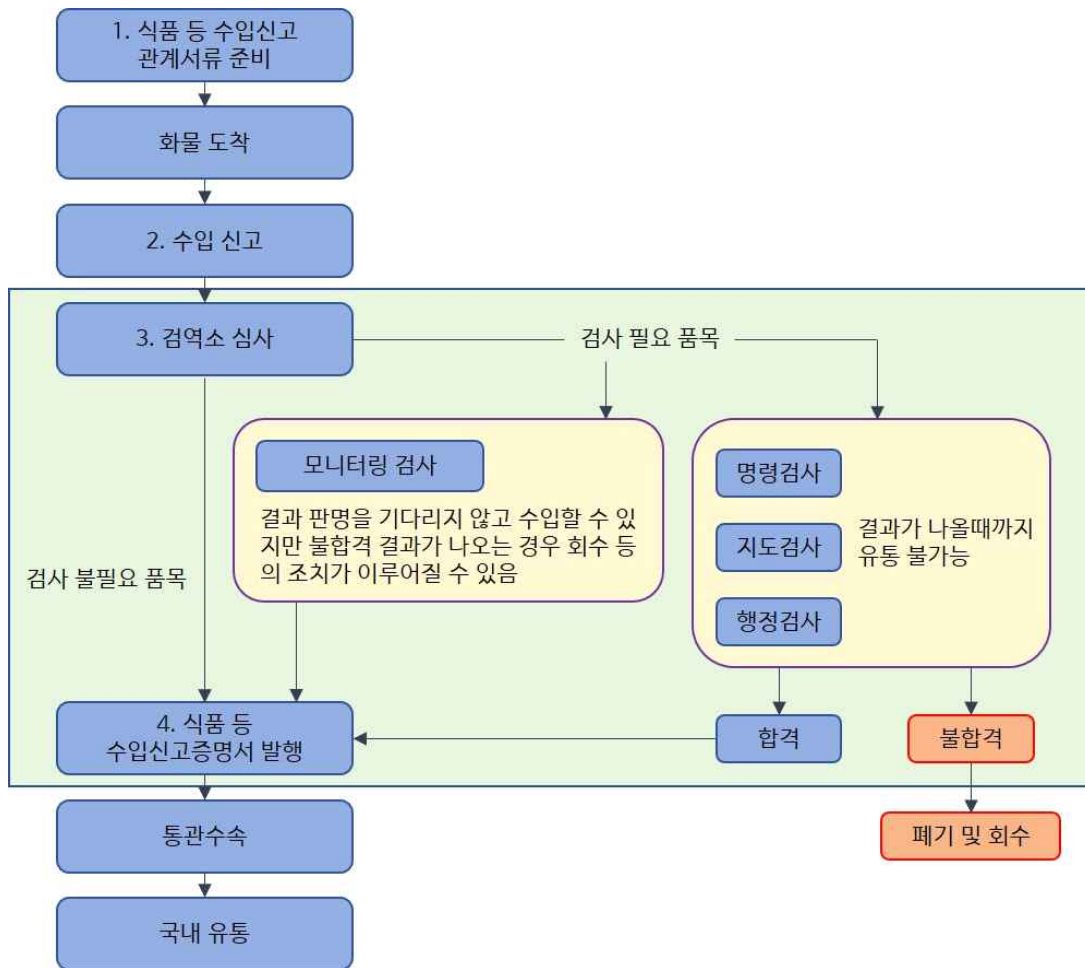 1. 식품 등 수입신고
관계서류 준비
화물 도착
2. 수입 신고
3. 검역소 심사
검사 필요 품목
모니터링 검사
결과 판명을 기다리지 않고 수입할 수 있
지만 불합격 결과가 나오는 경우 회수 등
의 조치가 이루어질 수 있음
명령검사
지도검사
행정검사
결과가 나올때까지
유통 불가능
검사 불필요 품목
4. 식품 등
수입신고증명서 발행
합격
불합격
통관수속
폐기 및 회수
국내 유통